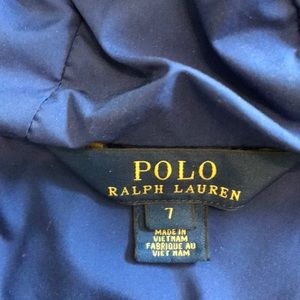 POLO
RALPH LAUREN
7
MADE IN
VIETNAM
FABRIQUÉ AU
VIET NAM